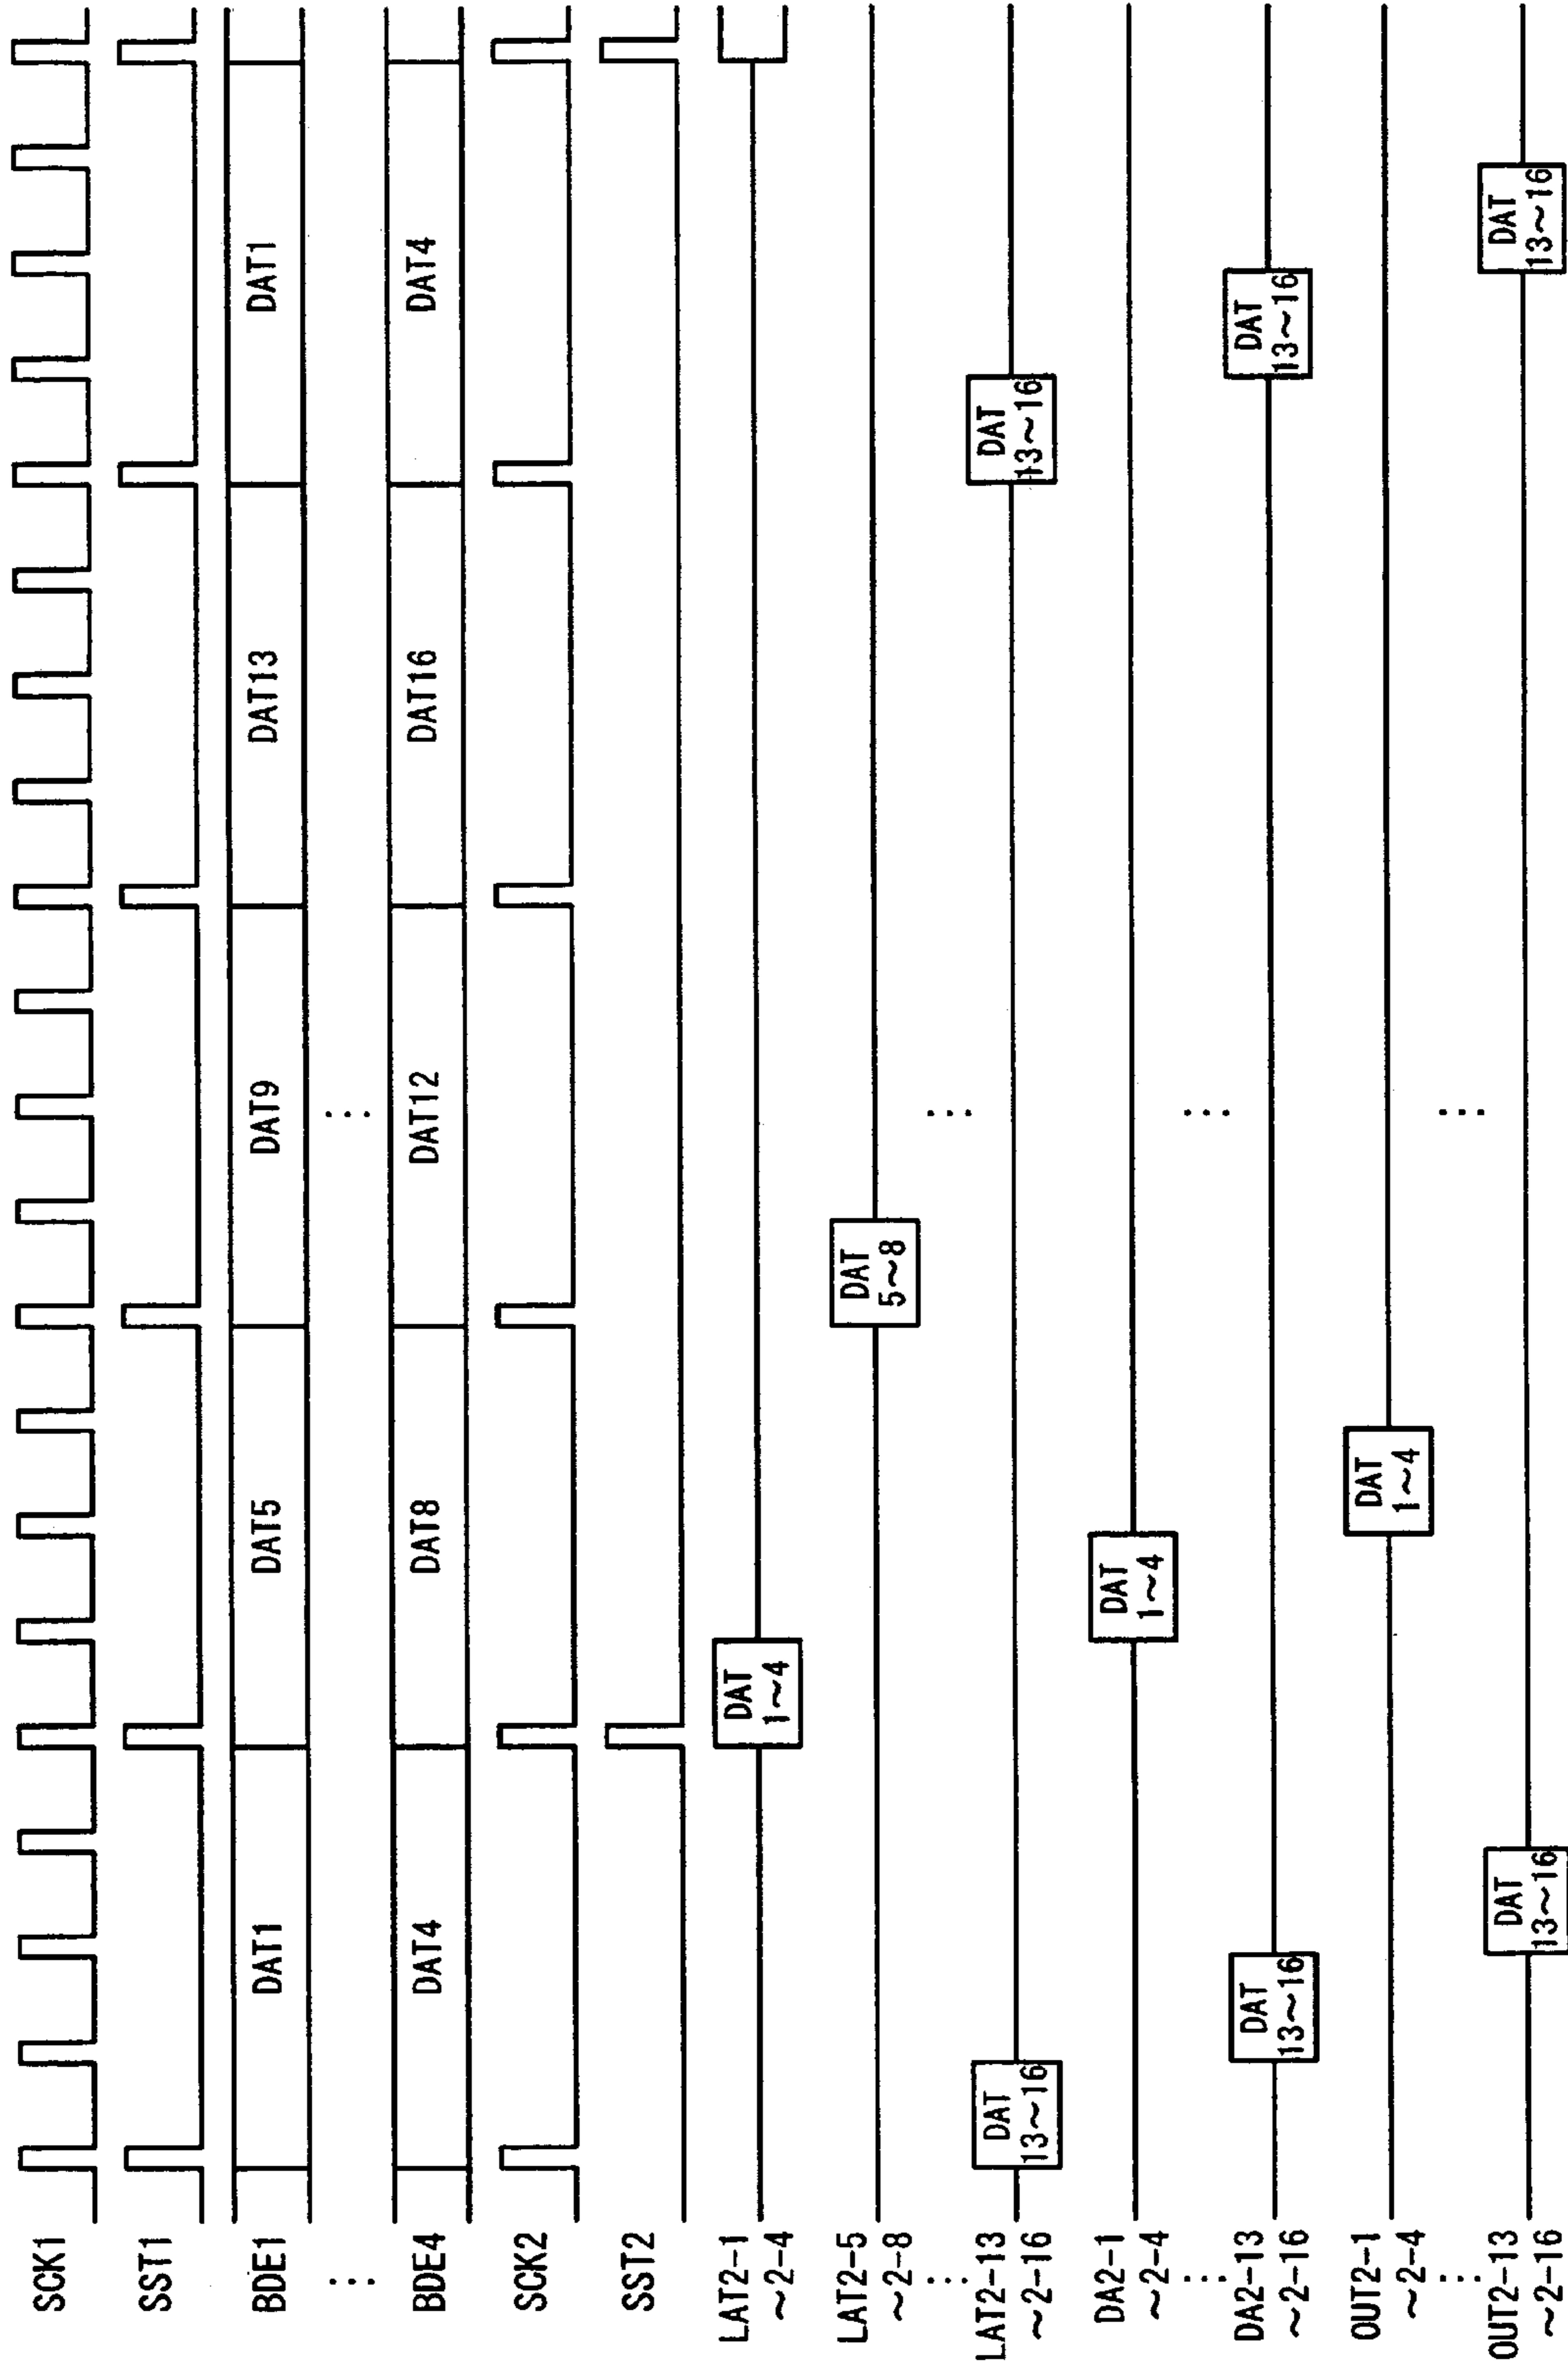 SCK1
SST1
BDE1
DAT1
DAT5
DAT9
DAT13
DAT1
BDE4
DAT4
DAT8
DAT12
DAT16
DAT4
SCK2
SST2
LAT2-1
~2-4
DAT
1~4
LAT2-5
~2-8
DAT
5~8
LAT2-13
~2-16
DAT
13~16
DAT
13~16
DA2-1
~2-4
DAT
1~4
DA2-13
~2-16
DAT
13~16
DAT
13~16
OUT2-1
~2-4
DAT
1~4
OUT2-13
~2-16
DAT
13~16
DAT
13~16